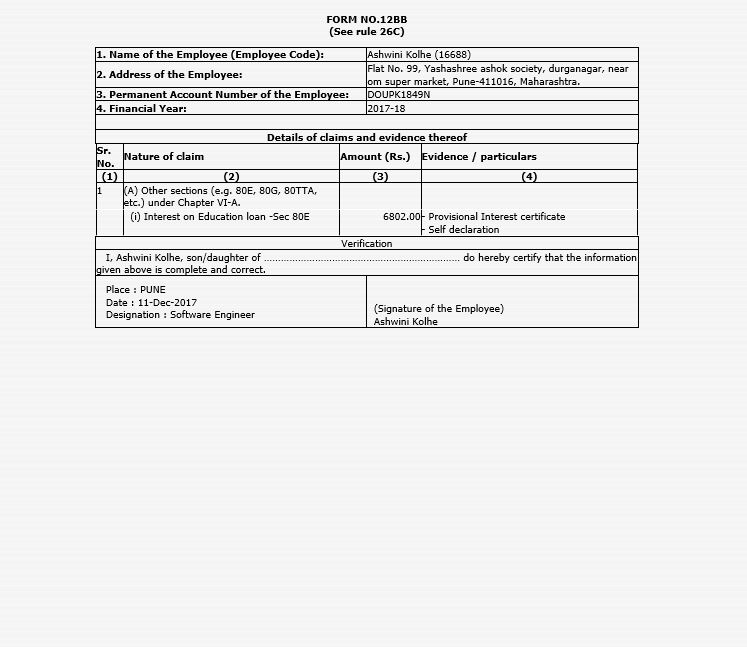 FORM NO.12BB
(See rule 26C)
1. Name of the Employee (Employee Code): Ashwini Kolhe (16688)
2. Address of the Employee: Flat No. 99, Yashashree ashok society, durganagar, near
om super market, Pune-411016, Maharashtra.
3. Permanent Account Number of the Employee: DOUPK1849N
4. Financial Year: 2017-18
Details of claims and evidence thereof
Sr. No. Nature of claim Amount (Rs.) Evidence / particulars
(1) (2) (3) (4)
1 (A) Other sections (e.g. 80E, 80G, 80TTA,
etc.) under Chapter VI-A.
(i) Interest on Education loan -Sec 80E 6802.00 - Provisional Interest certificate
- Self declaration
Verification
I, Ashwini Kolhe, son/daughter of .................................................................. do hereby certify that the information
given above is complete and correct.
Place : PUNE
Date : 11-Dec-2017
Designation : Software Engineer
(Signature of the Employee)
Ashwini Kolhe